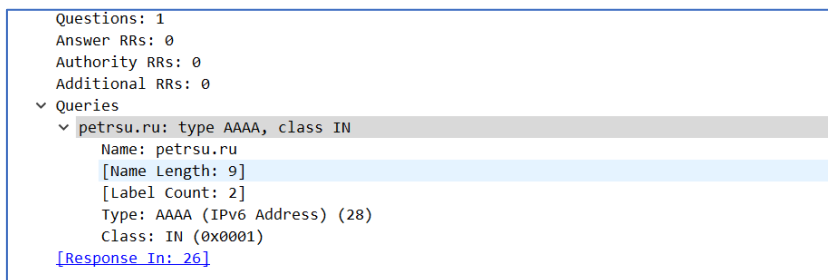 Questions: 1
Answer RRs: 0
Authority RRs: 0
Additional RRs: 0
Queries
petrsu.ru: type AAAA, class IN
Name: petrsu.ru
[Name Length: 9]
[Label Count: 2]
Type: AAAA (IPv6 Address) (28)
Class: IN (0x0001)
[Response In: 26]